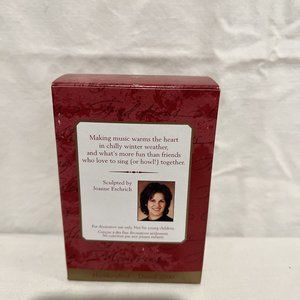 Making music warms the heart
in chilly winter weather,
and what's more fun than friends
who love to sing (or howl!) together.
Sculpted by
Joanne Eschrich
For decorative use only. Not for young children.